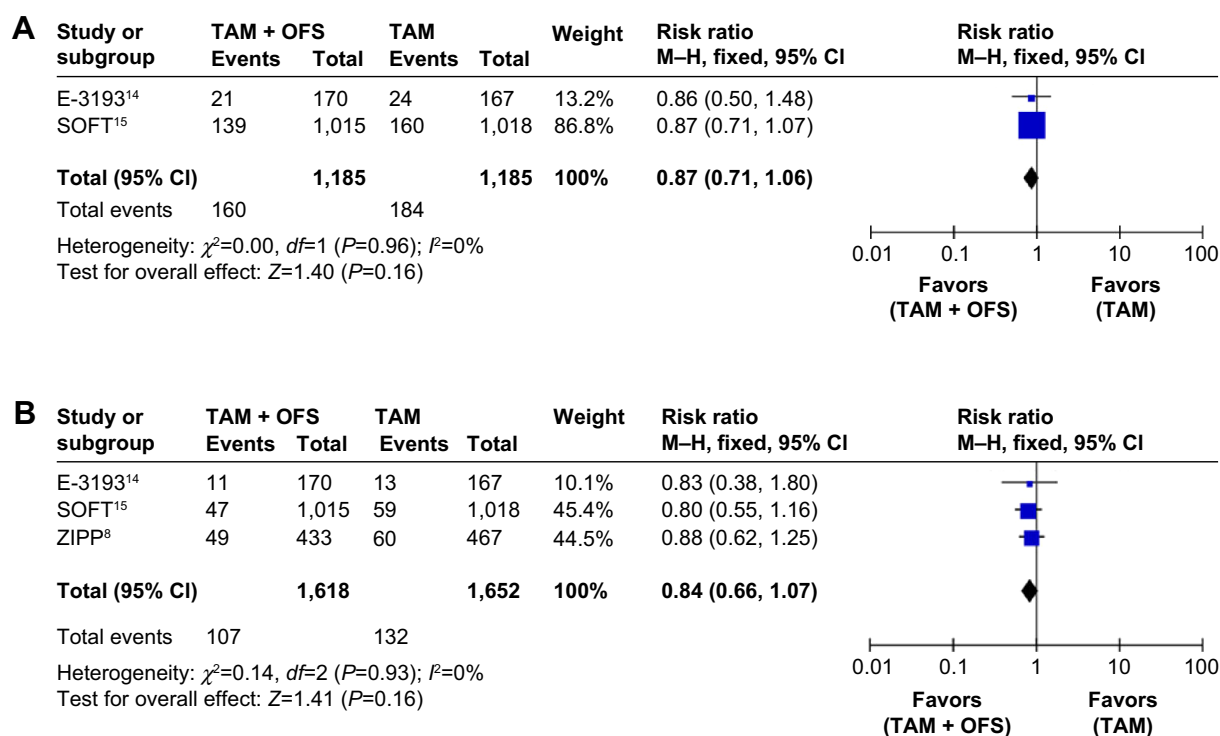 A
Study or subgroup TAM + OFS Events Total TAM Events Total Weight Risk ratio M–H, fixed, 95% CI Risk ratio M–H, fixed, 95% CI
E-3193¹⁴ 21 170 24 167 13.2% 0.86 (0.50, 1.48)
SOFT¹⁵ 139 1,015 160 1,018 86.8% 0.87 (0.71, 1.07)
Total (95% CI) 1,185 1,185 100% 0.87 (0.71, 1.06)
Total events 160 184
Heterogeneity: χ²=0.00, df=1 (P=0.96); I²=0%
Test for overall effect: Z=1.40 (P=0.16)
0.01 0.1 1 10 100
Favors (TAM + OFS) Favors (TAM)
B
Study or subgroup TAM + OFS Events Total TAM Events Total Weight Risk ratio M–H, fixed, 95% CI Risk ratio M–H, fixed, 95% CI
E-3193¹⁴ 11 170 13 167 10.1% 0.83 (0.38, 1.80)
SOFT¹⁵ 47 1,015 59 1,018 45.4% 0.80 (0.55, 1.16)
ZIPP⁸ 49 433 60 467 44.5% 0.88 (0.62, 1.25)
Total (95% CI) 1,618 1,652 100% 0.84 (0.66, 1.07)
Total events 107 132
Heterogeneity: χ²=0.14, df=2 (P=0.93); I²=0%
Test for overall effect: Z=1.41 (P=0.16)
0.01 0.1 1 10 100
Favors (TAM + OFS) Favors (TAM)